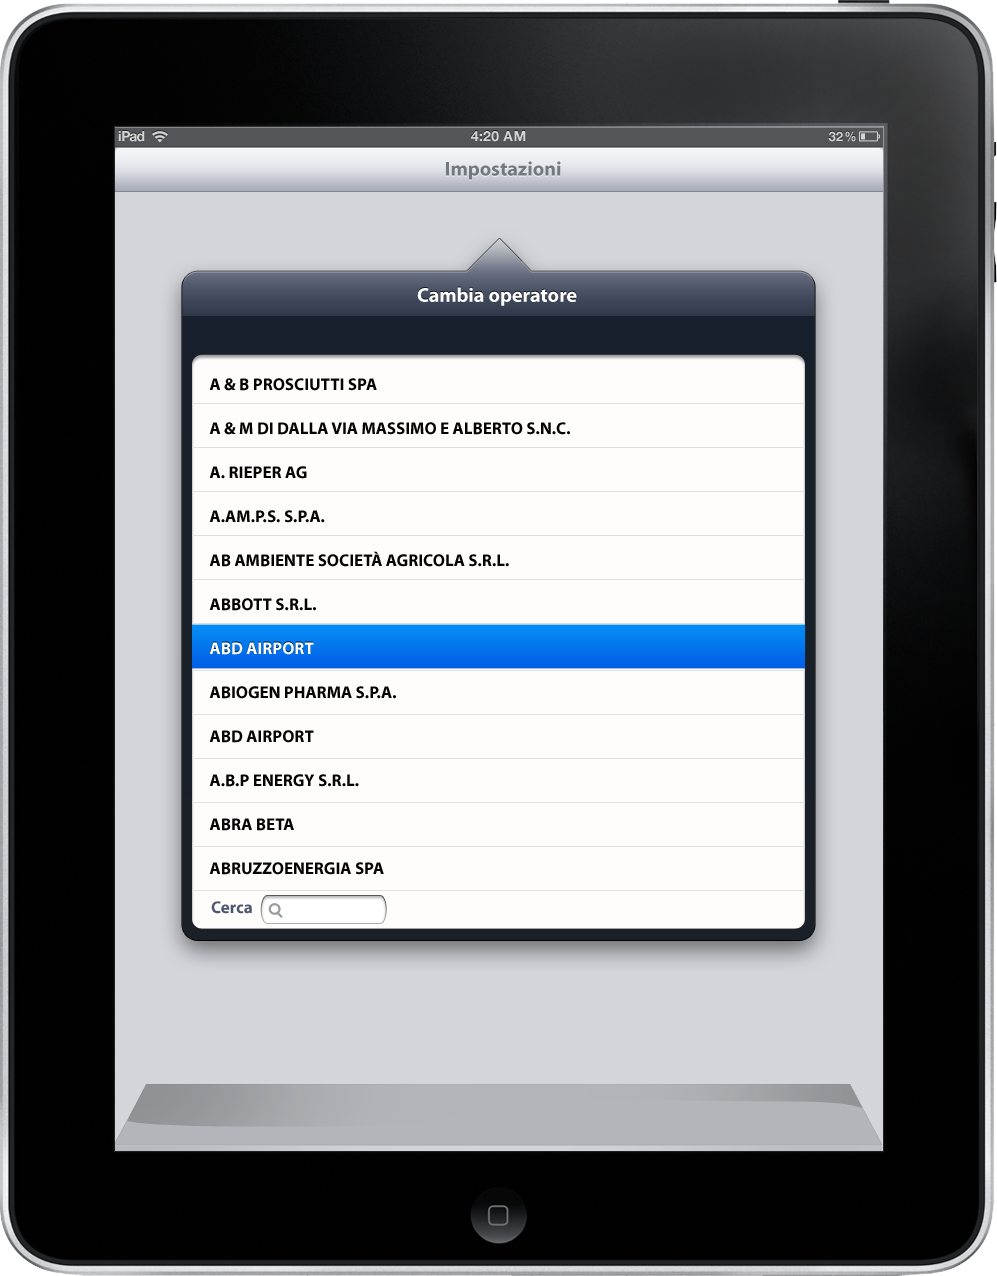 iPad 4:20 AM 32%
Impostazioni
Cambia operatore
A & B PROSCIUTTI SPA
A & M DI DALLA VIA MASSIMO E ALBERTO S.N.C.
A. RIEPER AG
A.AM.P.S. S.P.A.
AB AMBIENTE SOCIETÀ AGRICOLA S.R.L.
ABBOTT S.R.L.
ABD AIRPORT
ABIOGEN PHARMA S.P.A.
ABD AIRPORT
A.B.P ENERGY S.R.L.
ABRA BETA
ABRUZZOENERGIA SPA
Cerca